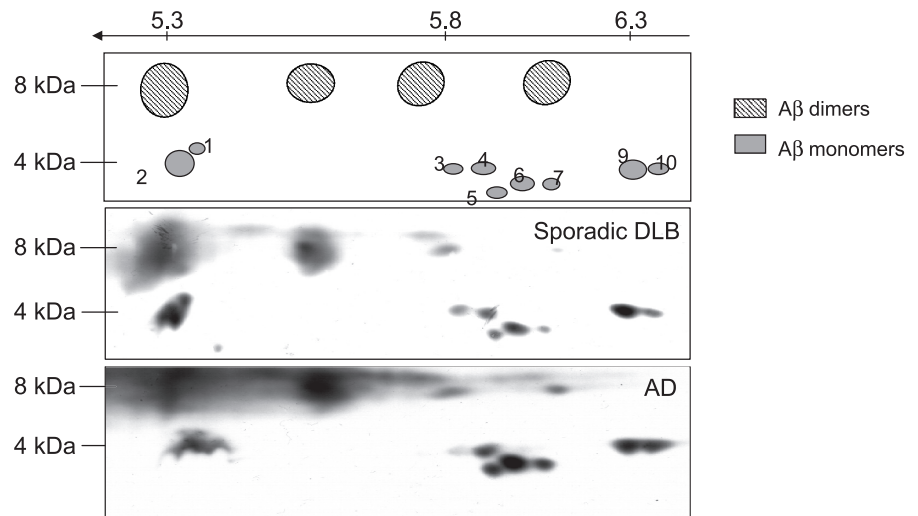 5.3 5.8 6.3
8 kDa
4 kDa
1
2
3
4
5
6
7
9
10
Aβ dimers
Aβ monomers
Sporadic DLB
8 kDa
4 kDa
AD
8 kDa
4 kDa